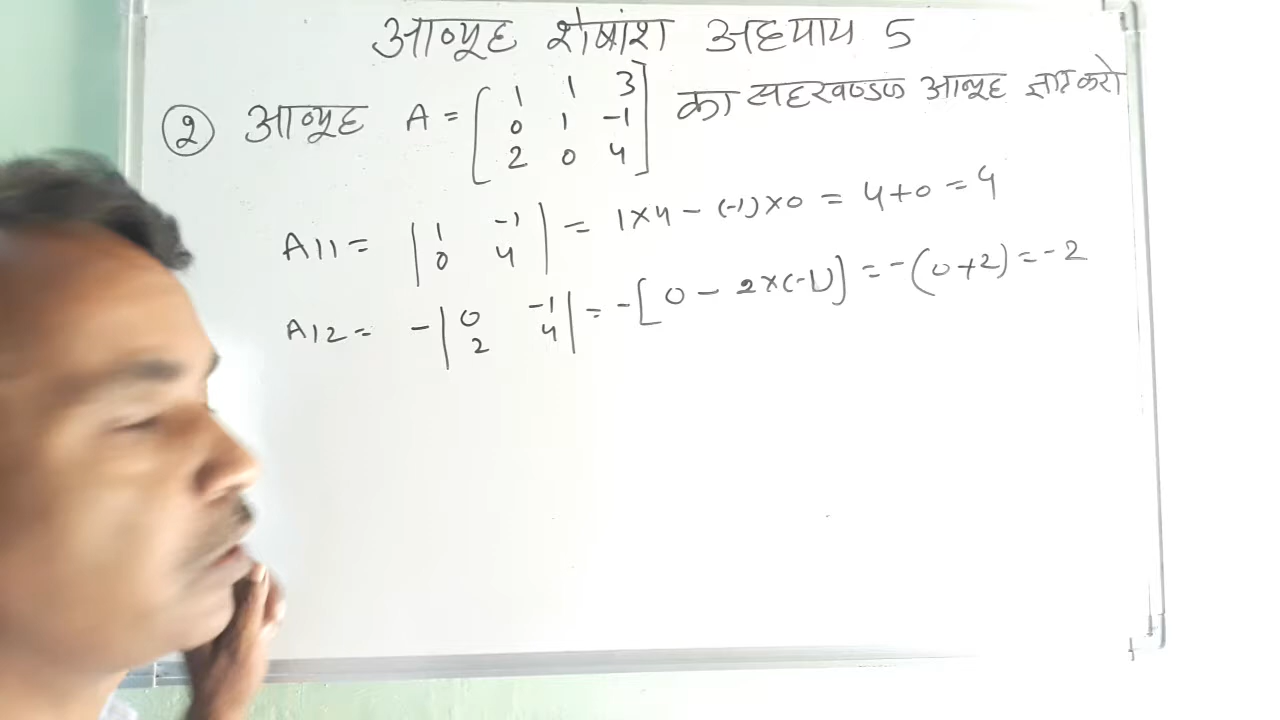 आव्यूह शेषांश अध्याय 5
② आव्यूह A = [ 1 1 3
0 1 -1
2 0 4 ] का सहखण्डज आव्यूह ज्ञात करो
A11 = | 1 -1
0 4 | = 1×4 - (-1)×0 = 4+0 = 4
A12 = -| 0 -1
2 4 | = -[0 - 2×(-1)] = -(0+2) = -2